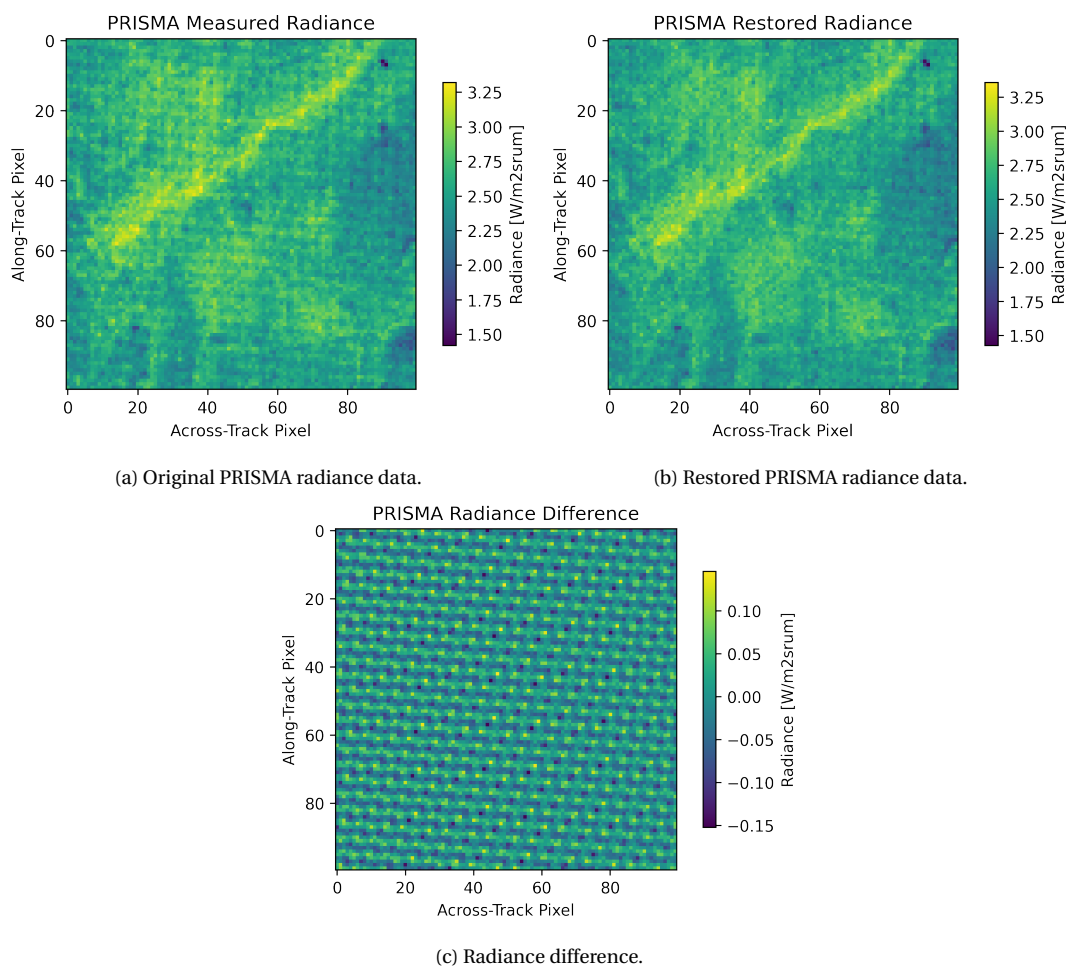 PRISMA Measured Radiance
0
20
40
60
80
Along-Track Pixel
0 20 40 60 80
Across-Track Pixel
3.25
3.00
2.75
2.50
2.25
2.00
1.75
1.50
Radiance [W/m2srum]
(a) Original PRISMA radiance data.
PRISMA Restored Radiance
0
20
40
60
80
Along-Track Pixel
0 20 40 60 80
Across-Track Pixel
3.25
3.00
2.75
2.50
2.25
2.00
1.75
1.50
Radiance [W/m2srum]
(b) Restored PRISMA radiance data.
PRISMA Radiance Difference
0
20
40
60
80
Along-Track Pixel
0 20 40 60 80
Across-Track Pixel
0.10
0.05
0.00
−0.05
−0.10
−0.15
Radiance [W/m2srum]
(c) Radiance difference.